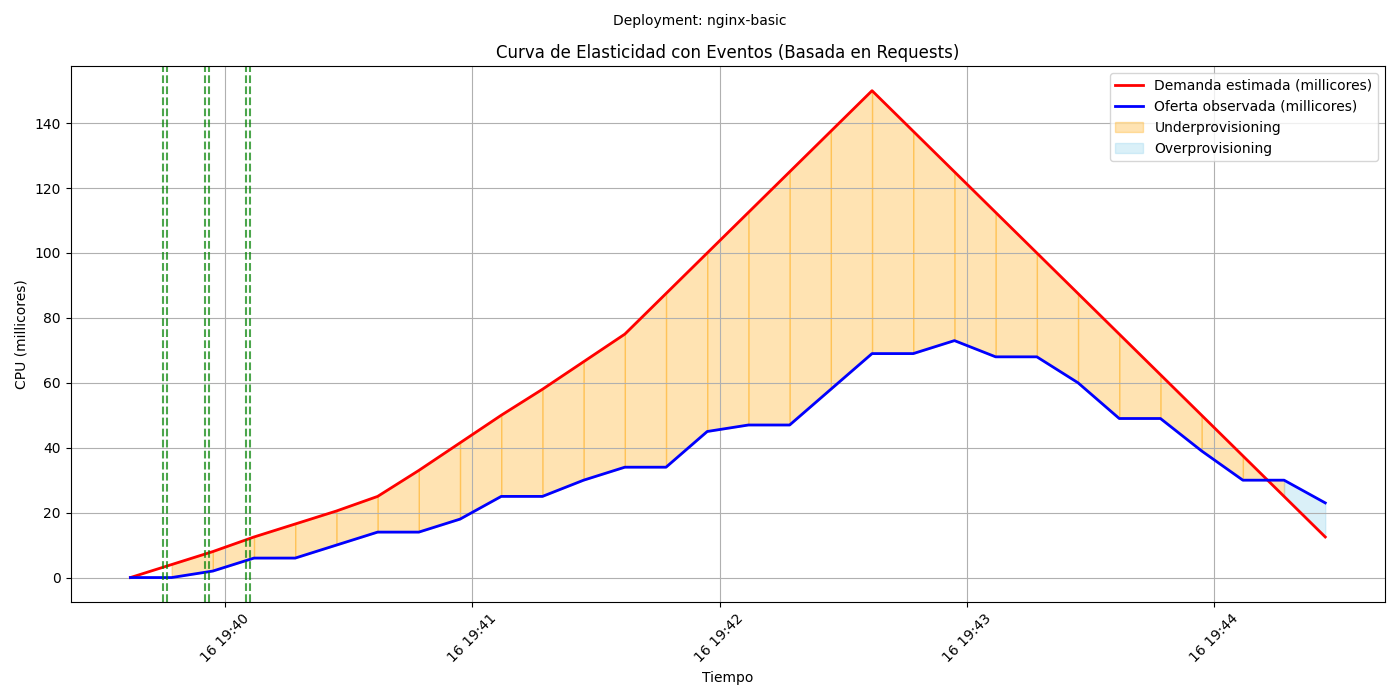 Deployment: nginx-basic
Curva de Elasticidad con Eventos (Basada en Requests)
Demanda estimada (millicores)
Oferta observada (millicores)
Underprovisioning
Overprovisioning
CPU (millicores)
140
120
100
80
60
40
20
0
16 19:40
16 19:41
16 19:42
16 19:43
16 19:44
Tiempo